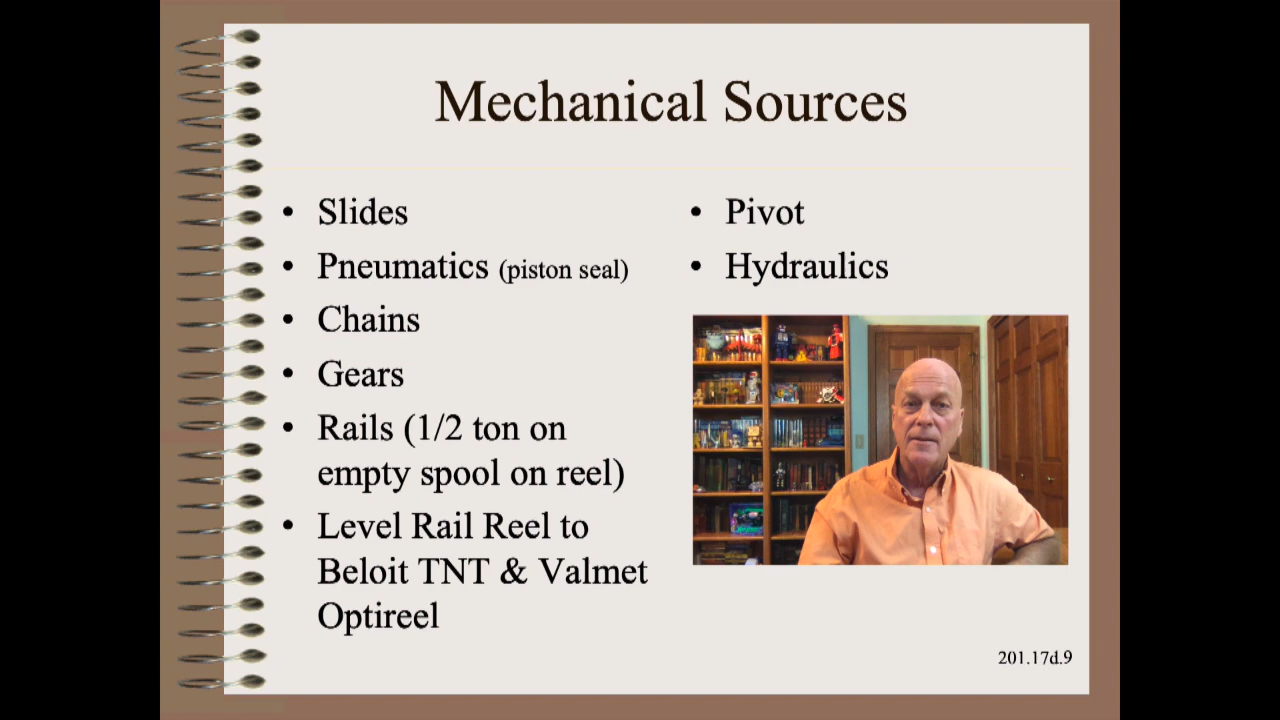 Mechanical Sources
• Slides
• Pneumatics (piston seal)
• Chains
• Gears
• Rails (1/2 ton on
empty spool on reel)
• Level Rail Reel to
Beloit TNT & Valmet
Optireel
• Pivot
• Hydraulics
201.17d.9